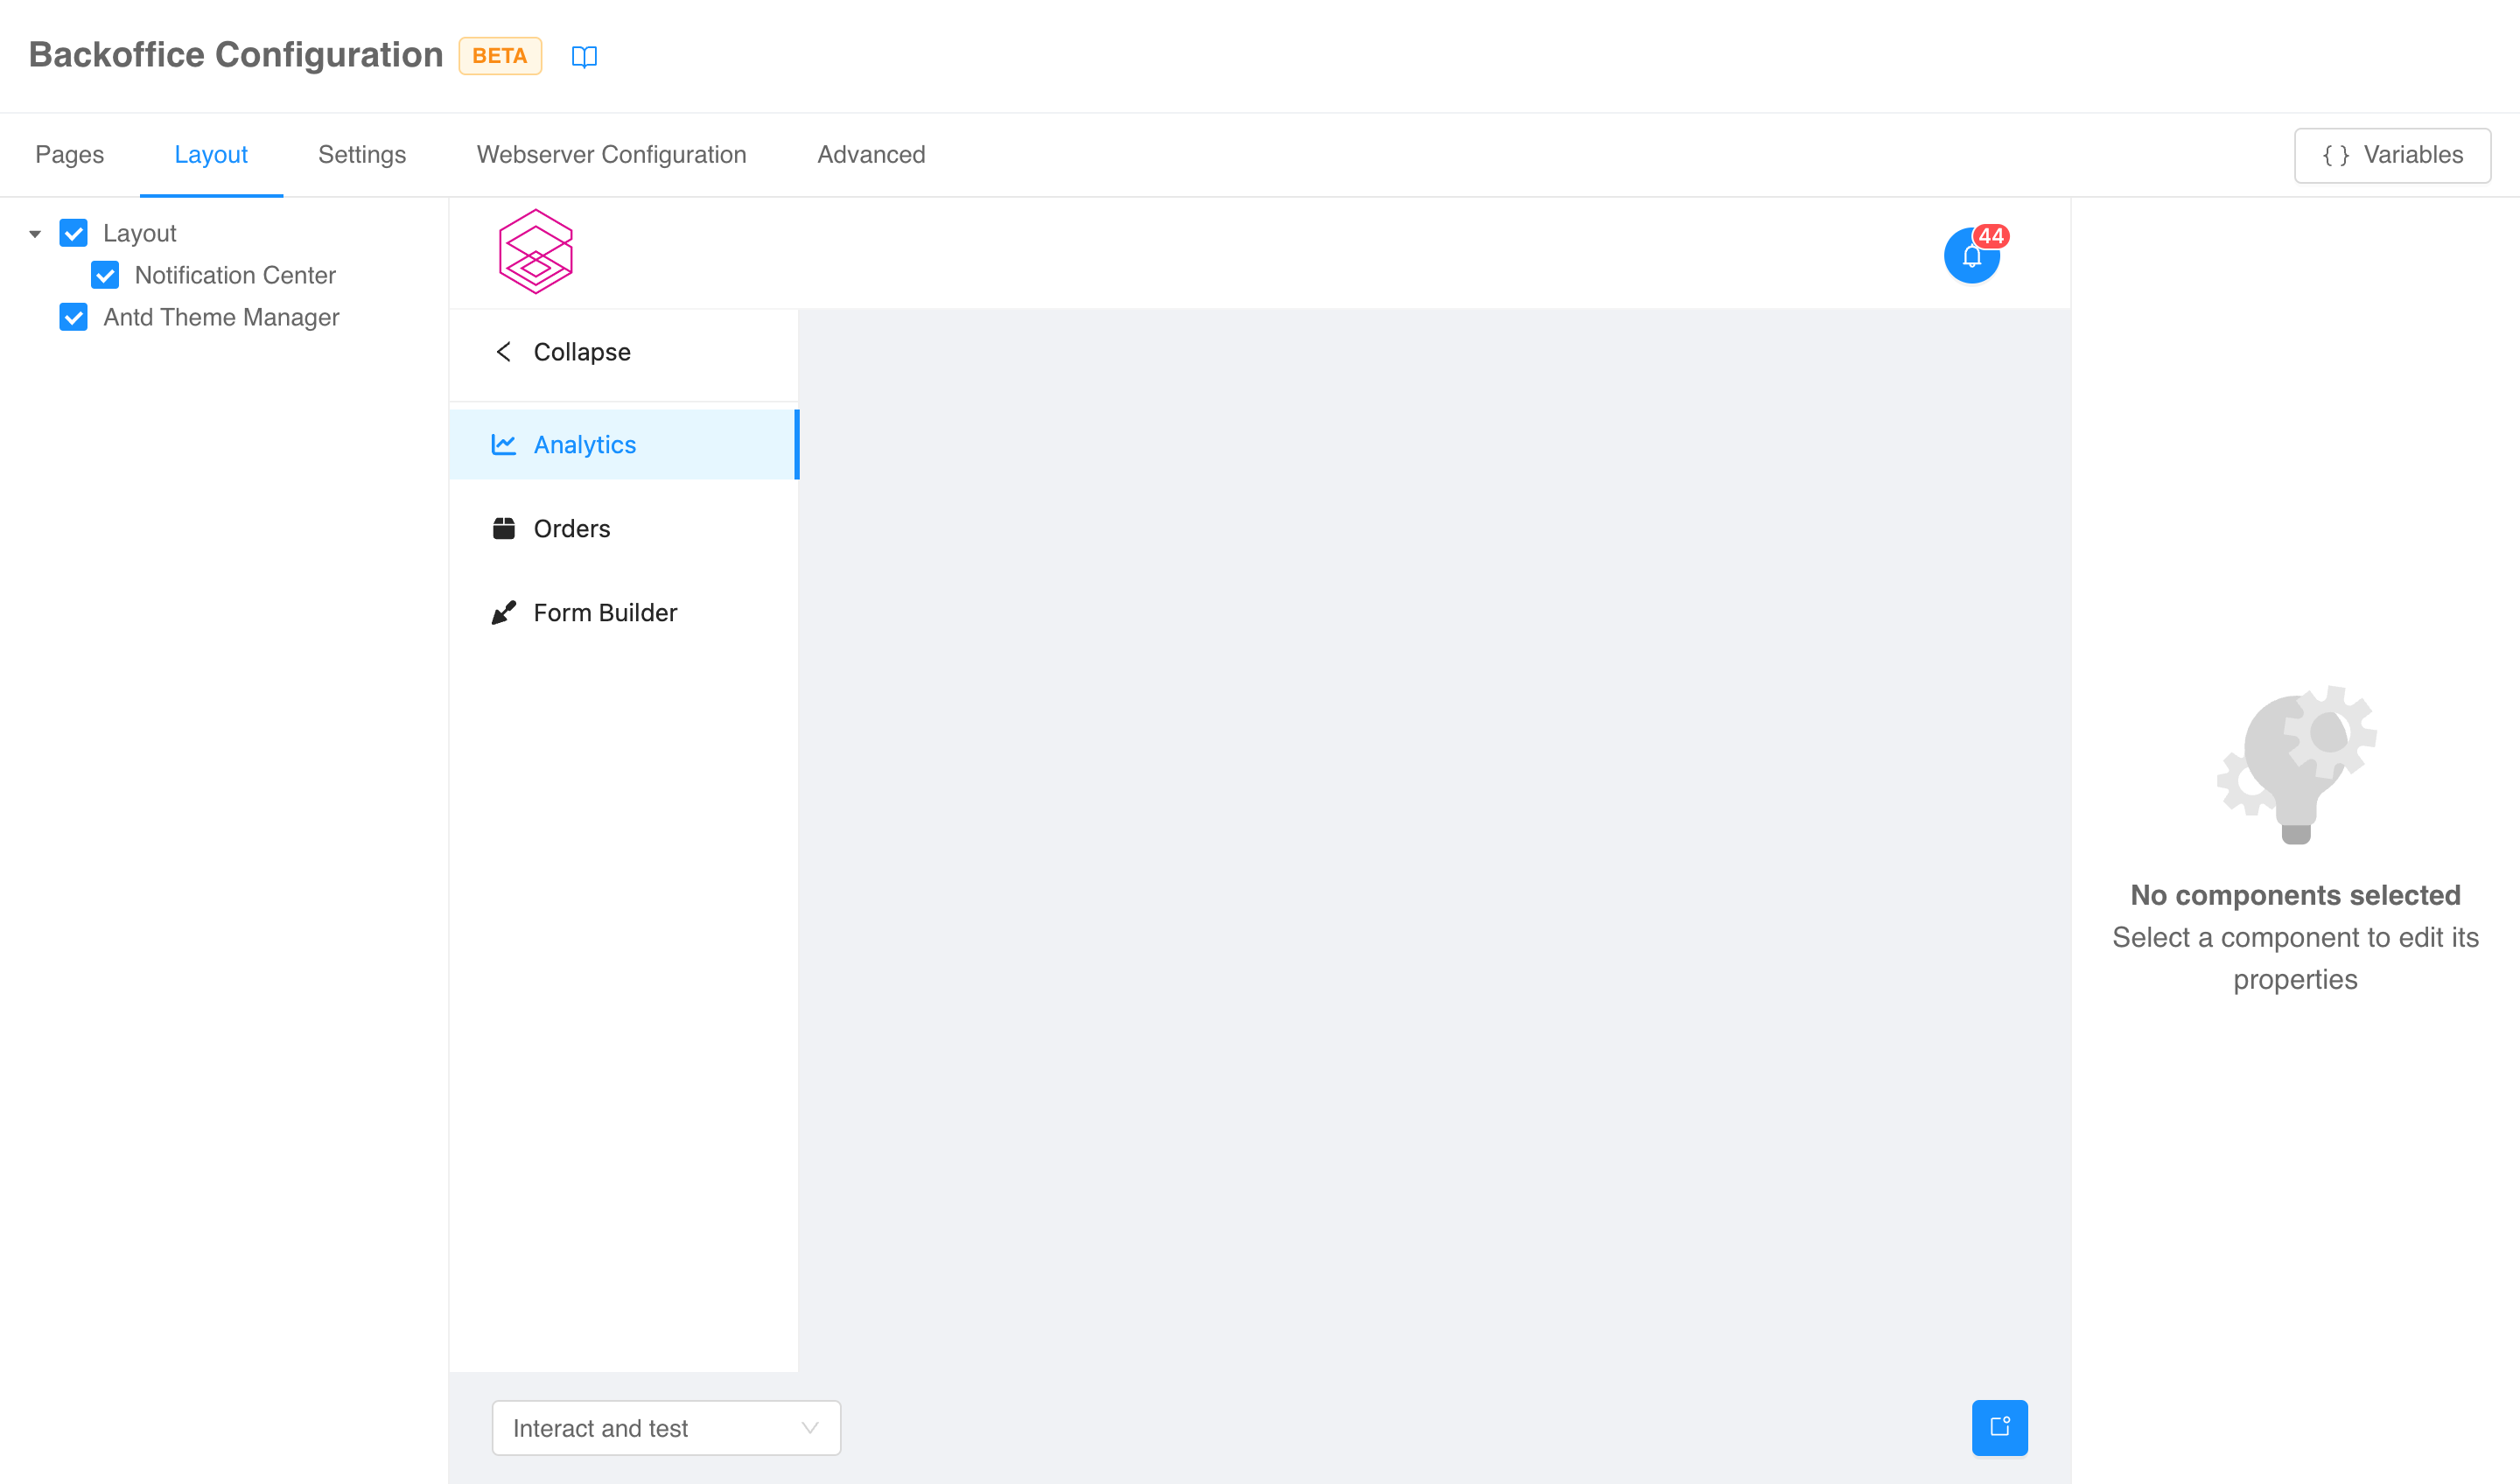 Backoffice Configuration BETA
Pages Layout Settings Webserver Configuration Advanced { } Variables
Layout
Notification Center
Antd Theme Manager
44
Collapse
Analytics
Orders
Form Builder
No components selected
Select a component to edit its
properties
Interact and test